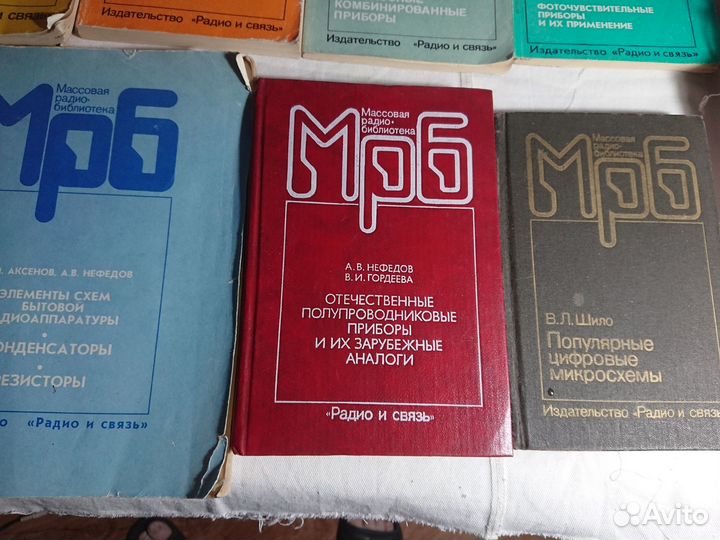 Издательство «Радио и связь»
КОМБИНИРОВАННЫЕ
ПРИБОРЫ
Издательство «Радио и связь»
ФОТОЧУВСТВИТЕЛЬНЫЕ
ПРИБОРЫ
И ИХ ПРИМЕНЕНИЕ
Издательство «Радио и связь»
Массовая
радио-
библиотека
МРБ
АКСЕНОВ, А.В. НЕФЕДОВ
ЭЛЕМЕНТЫ СХЕМ
БЫТОВОЙ
ДИОАППАРАТУРЫ
ОНДЕНСАТОРЫ
РЕЗИСТОРЫ
«Радио и связь»
Массовая
радио-
библиотека
МРБ
А.В. НЕФЕДОВ
В.И. ГОРДЕЕВА
ОТЕЧЕСТВЕННЫЕ
ПОЛУПРОВОДНИКОВЫЕ
ПРИБОРЫ
И ИХ ЗАРУБЕЖНЫЕ
АНАЛОГИ
«Радио и связь»
Массовая
радио-
библиотека
МРБ
В.Л. Шило
Популярные
цифровые
микросхемы
Издательство «Радио и связь
Avito